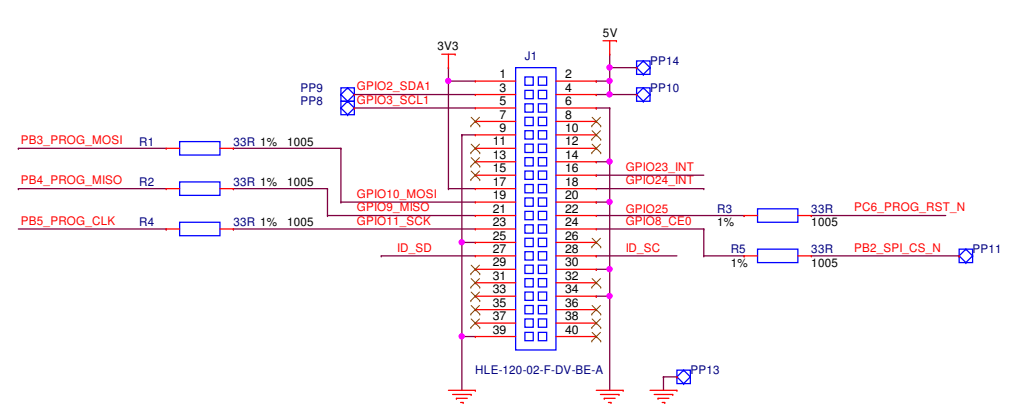 5V
3V3
J1
PP14
PP10
PP9
PP8
GPIO2_SDA1
GPIO3_SCL1
1 2
3 4
5 6
7 8
9 10
11 12
13 14
15 16
17 18
19 20
21 22
23 24
25 26
27 28
29 30
31 32
33 34
35 36
37 38
39 40
PB3_PROG_MOSI R1 33R 1% 1005
PB4_PROG_MISO R2 33R 1% 1005
PB5_PROG_CLK R4 33R 1% 1005
GPIO10_MOSI
GPIO9_MISO
GPIO11_SCK
ID_SD
GPIO23_INT
GPIO24_INT
GPIO25 R3 1% 33R 1005 PC6_PROG_RST_N
GPIO8_CE0
ID_SC R5 1% 33R 1005 PB2_SPI_CS_N PP11
HLE-120-02-F-DV-BE-A
PP13